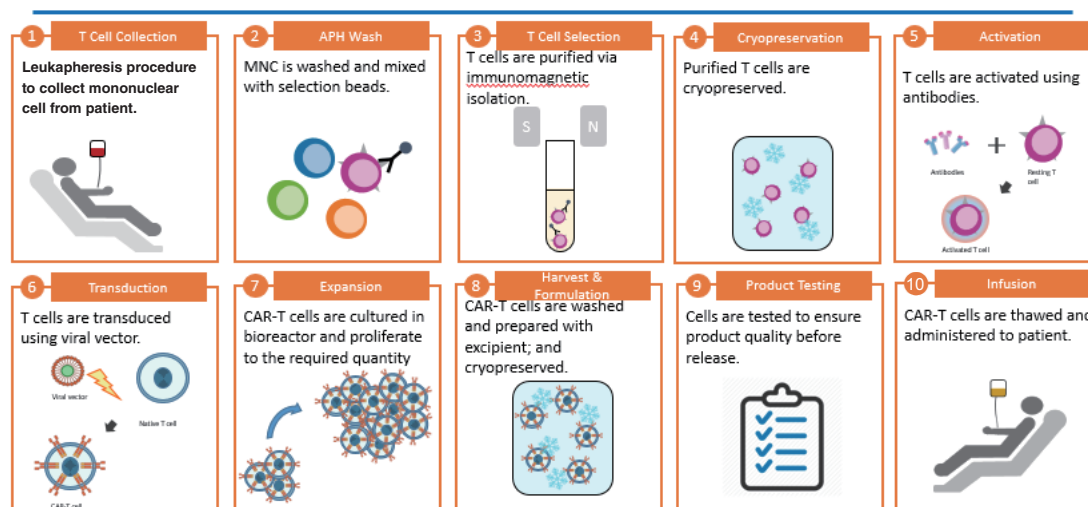 1
T Cell Collection
Leukapheresis procedure
to collect mononuclear
cell from patient.
2
APH Wash
MNC is washed and mixed
with selection beads.
3
T Cell Selection
T cells are purified via
immunomagnetic
isolation.
S
N
4
Cryopreservation
Purified T cells are
cryopreserved.
5
Activation
T cells are activated using
antibodies.
Antibodies
+
Resting T
cell
Activated T cell
6
Transduction
T cells are transduced
using viral vector.
Viral vector
Native T cell
CAR-T cell
7
Expansion
CAR-T cells are cultured in
bioreactor and proliferate
to the required quantity
8
Harvest &
Formulation
CAR-T cells are washed
and prepared with
excipient; and
cryopreserved.
9
Product Testing
Cells are tested to ensure
product quality before
release.
10
Infusion
CAR-T cells are thawed and
administered to patient.